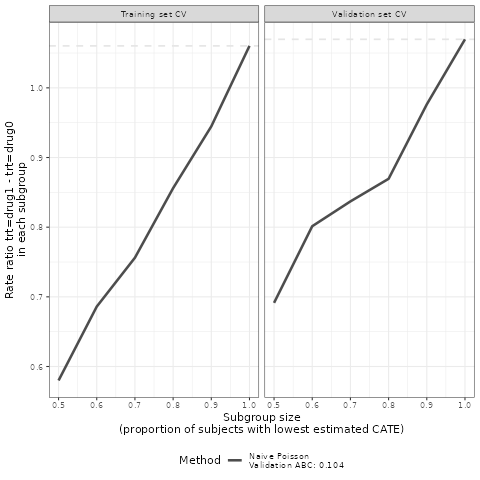 Training set CV
Validation set CV
Rate ratio trt=drug1 - trt=drug0
in each subgroup
1.0
0.9
0.8
0.7
0.6
0.5 0.6 0.7 0.8 0.9 1.0
0.5 0.6 0.7 0.8 0.9 1.0
Subgroup size
(proportion of subjects with lowest estimated CATE)
Method
Naive Poisson
Validation ABC: 0.104